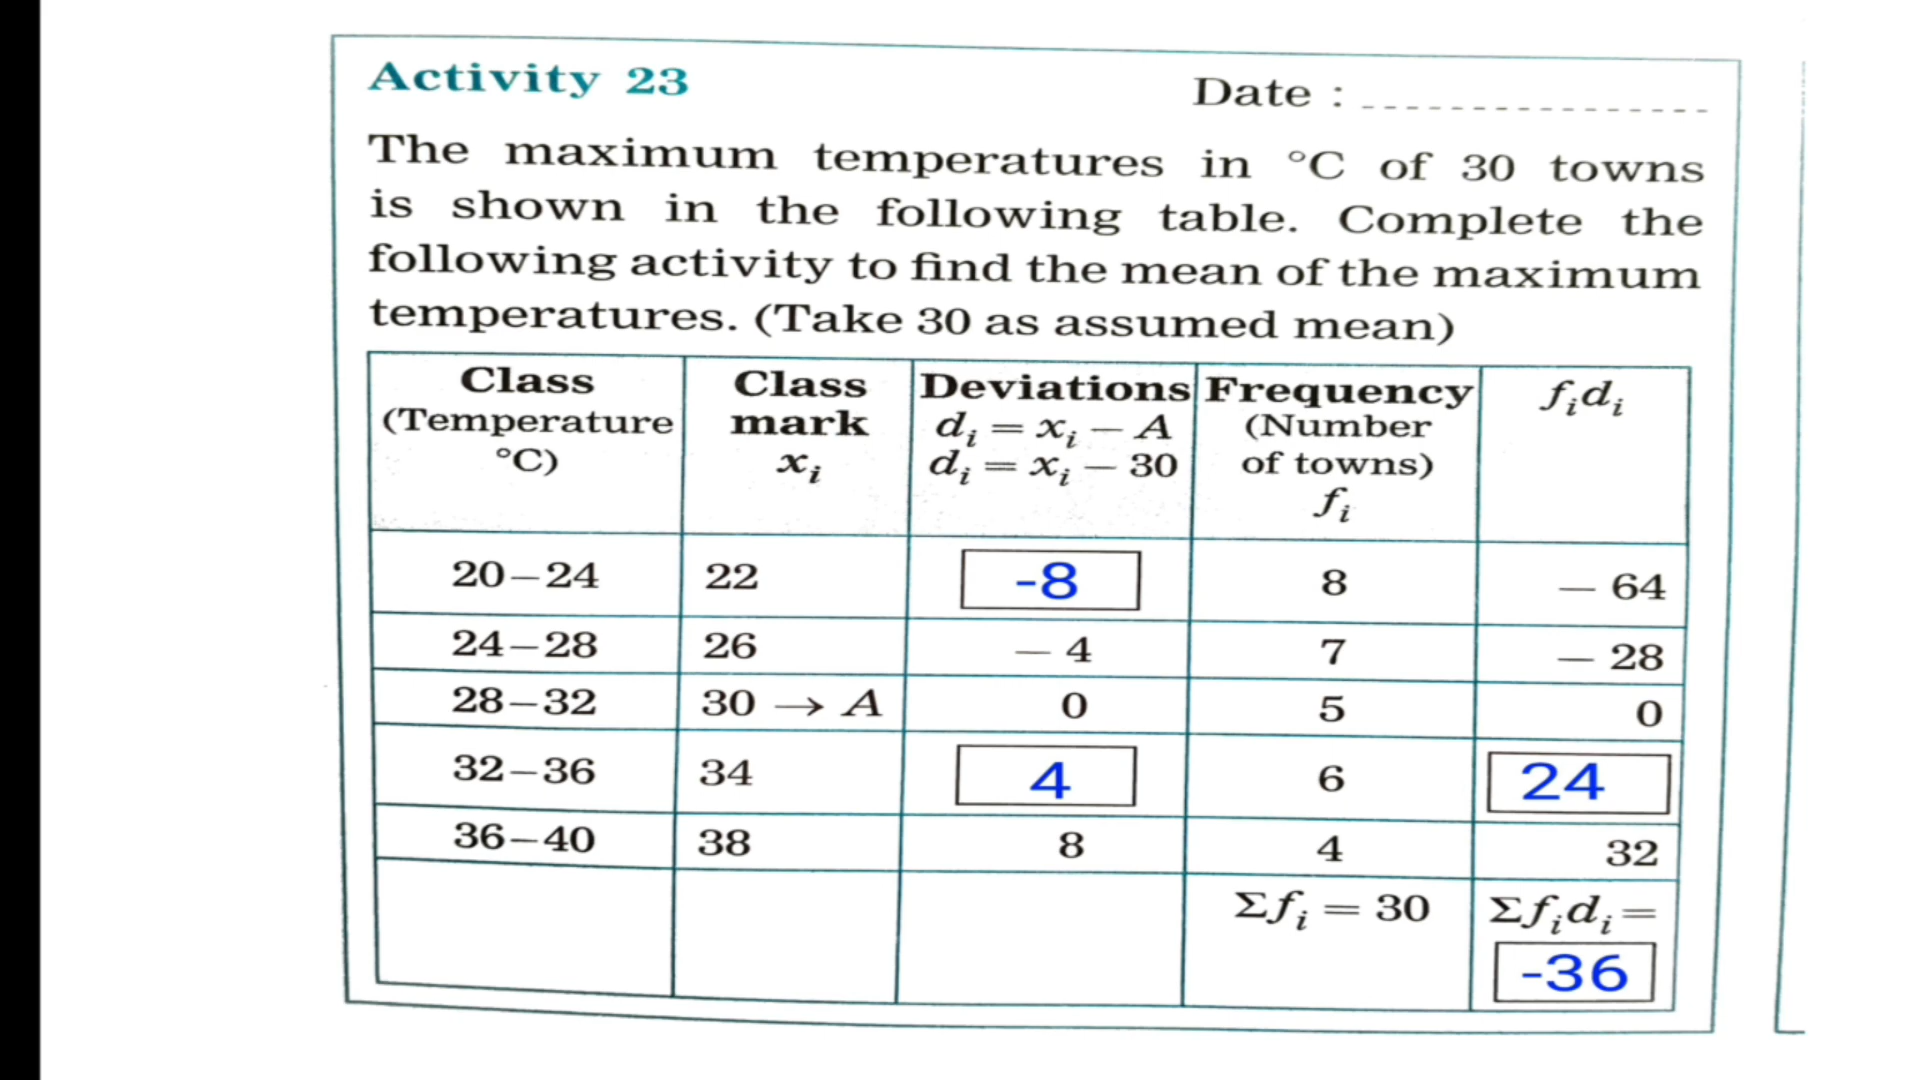 Activity 23
Date : ---------------
The maximum temperatures in °C of 30 towns
is shown in the following table. Complete the
following activity to find the mean of the maximum
temperatures. (Take 30 as assumed mean)
Class (Temperature °C) | Class mark xᵢ | Deviations dᵢ = xᵢ – A dᵢ = xᵢ – 30 | Frequency (Number of towns) fᵢ | fᵢdᵢ
20–24 | 22 | -8 | 8 | – 64
24–28 | 26 | – 4 | 7 | – 28
28–32 | 30 → A | 0 | 5 | 0
32–36 | 34 | 4 | 6 | 24
36–40 | 38 | 8 | 4 | 32
Σfᵢ = 30 | Σfᵢdᵢ = -36